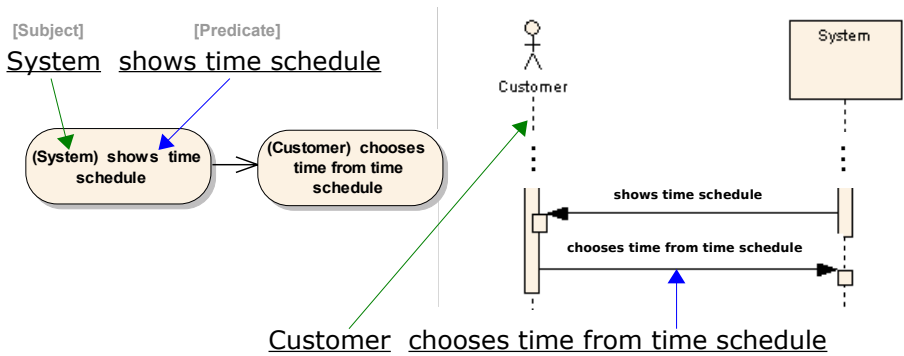 [Subject] [Predicate]
System shows time schedule
(System) shows time
schedule
(Customer) chooses
time from time
schedule
Customer
System
shows time schedule
chooses time from time schedule
Customer chooses time from time schedule